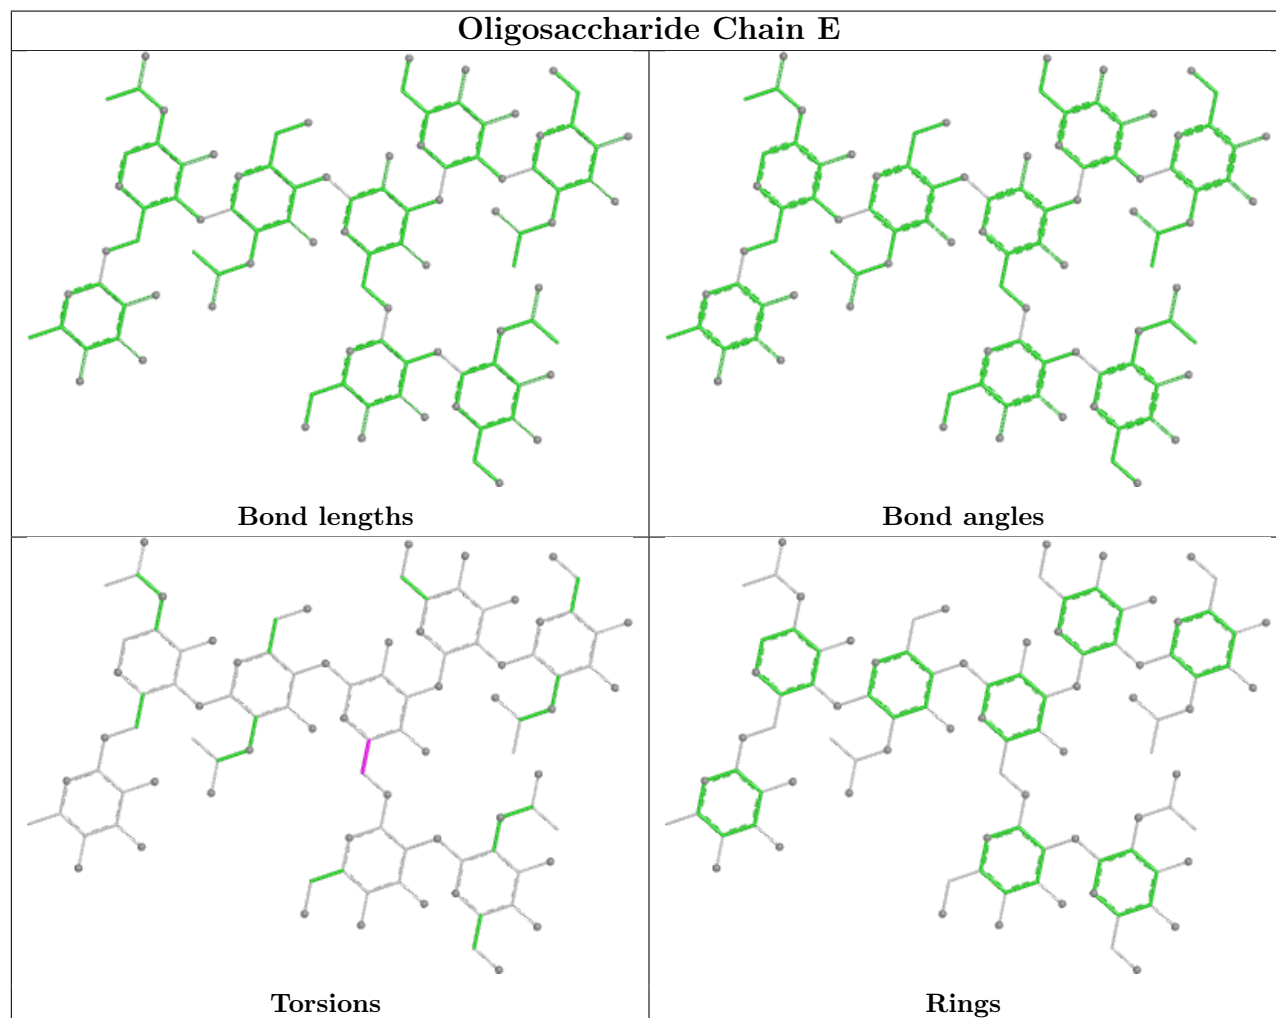 Oligosaccharide Chain E
Bond lengths
Bond angles
Torsions
Rings